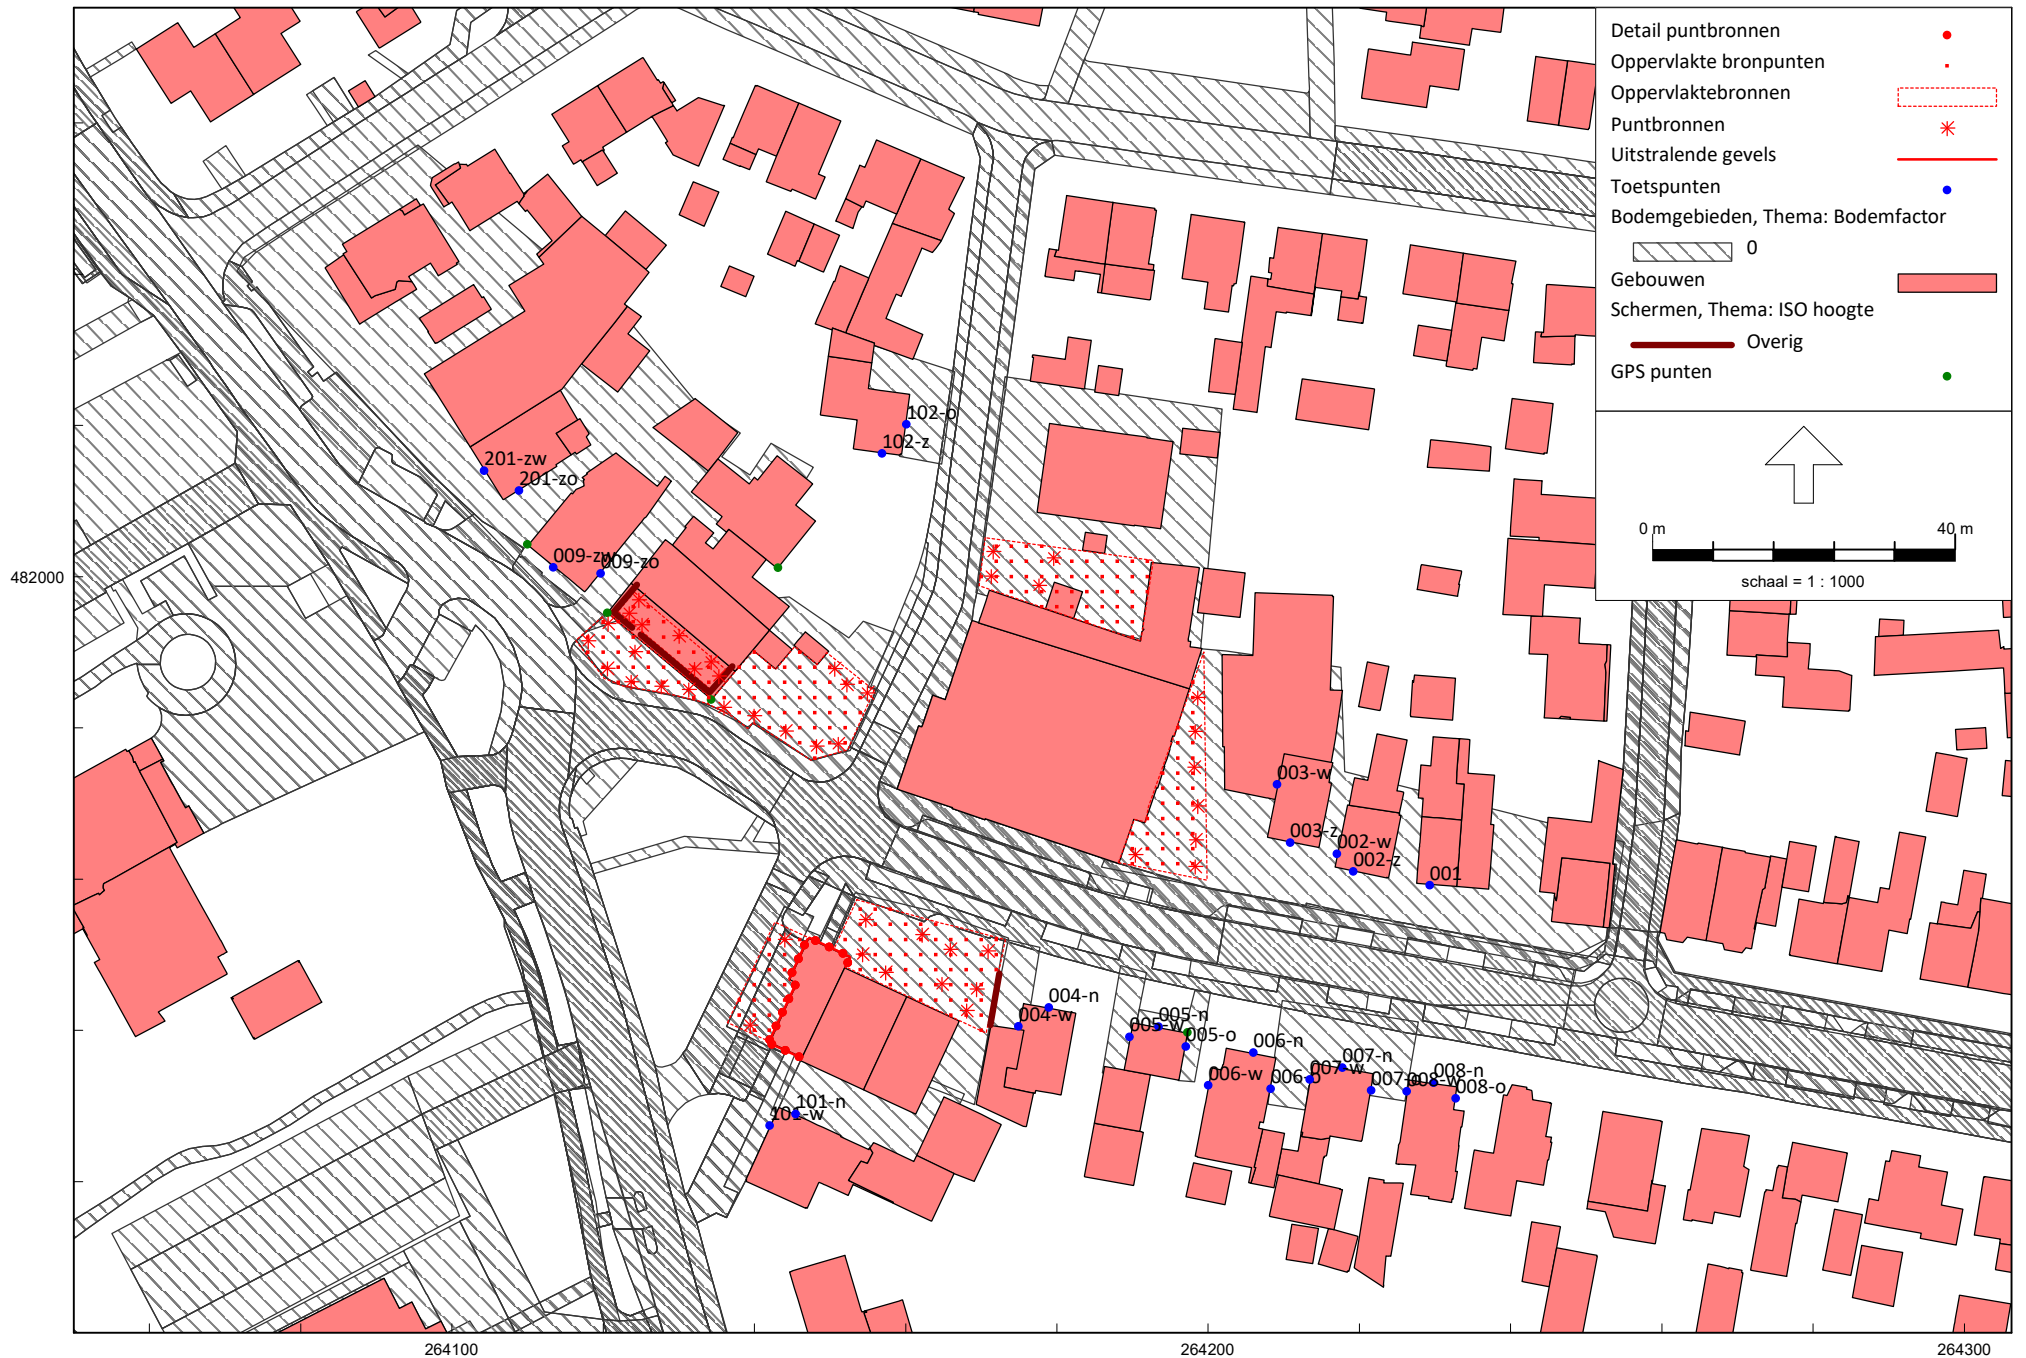 Detail puntbronnen
Oppervlakte bronpunten
Oppervlaktebronnen
Puntbronnen
Uitstralende gevels
Toetspunten
Bodemgebieden, Thema: Bodemfactor
0
Gebouwen
Schermen, Thema: ISO hoogte
Overig
GPS punten
0 m 40 m
schaal = 1 : 1000
102-o
102-z
201-zw
201-zo
009-zw
009-zo
482000
003-w
003-z
002-w
002-z
001
004-n
004-w
005-n
005-w
005-o
006-n
006-w
006-o
007-n
007-w
008-n
008-w
008-o
101-n
101-w
264100 264200 264300